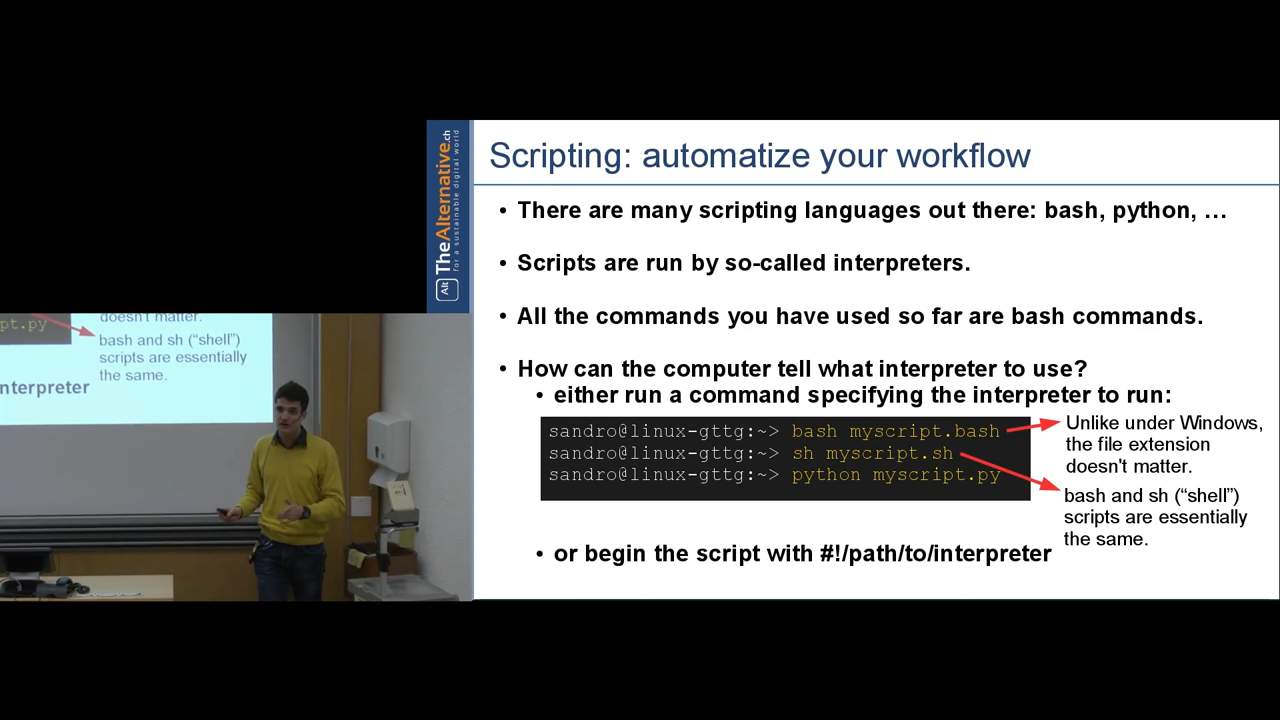 Alt TheAlternative.ch
for a sustainable digital world
Scripting: automatize your workflow
• There are many scripting languages out there: bash, python, …
• Scripts are run by so-called interpreters.
• All the commands you have used so far are bash commands.
• How can the computer tell what interpreter to use?
• either run a command specifying the interpreter to run:
sandro@linux-gttg:~> bash myscript.bash
sandro@linux-gttg:~> sh myscript.sh
sandro@linux-gttg:~> python myscript.py
Unlike under Windows,
the file extension
doesn't matter.
bash and sh (“shell”)
scripts are essentially
the same.
• or begin the script with #!/path/to/interpreter
doesn't matter.
pt.py
bash and sh (“shell”)
scripts are essentially
the same.
nterpreter